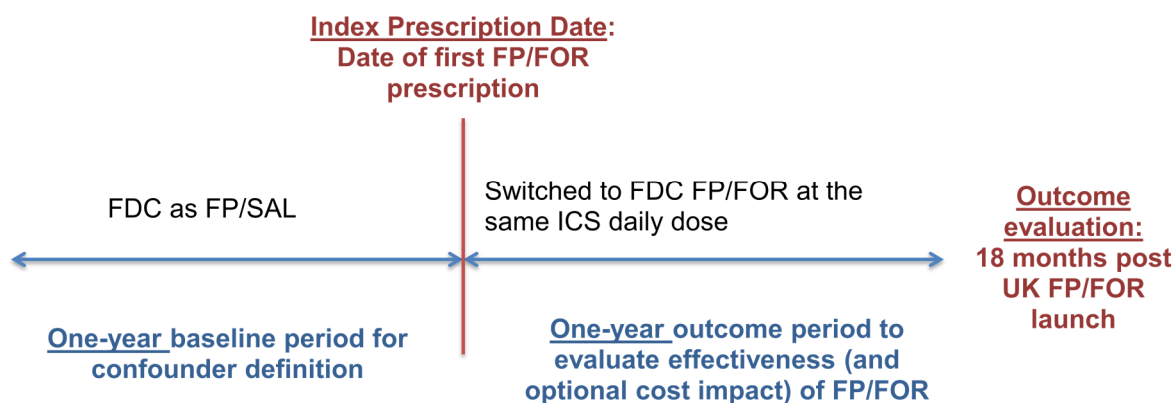 Index Prescription Date:
Date of first FP/FOR
prescription
FDC as FP/SAL
Switched to FDC FP/FOR at the
same ICS daily dose
Outcome
evaluation:
18 months post
UK FP/FOR
launch
One-year baseline period for
confounder definition
One-year outcome period to
evaluate effectiveness (and
optional cost impact) of FP/FOR